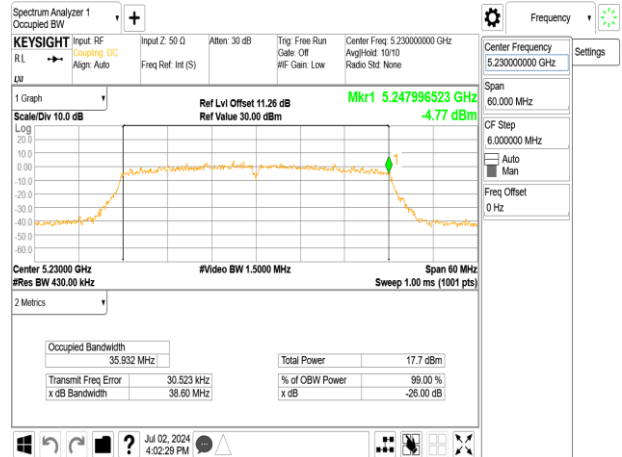 Spectrum Analyzer 1
Occupied BW
Frequency
KEYSIGHT Input: RF Input Z: 50 Ω Atten: 30 dB Trig: Free Run Center Freq: 5.230000000 GHz
RL Coupling: DC Gate: Off Avg|Hold: 10/10
Align: Auto Freq Ref: Int (S) #IF Gain: Low Radio Std: None
LXI
Center Frequency
5.230000000 GHz
Settings
Span
60.000 MHz
CF Step
6.000000 MHz
Auto
Man
Freq Offset
0 Hz
1 Graph
Ref Lvl Offset 11.26 dB Mkr1 5.247996523 GHz
Scale/Div 10.0 dB Ref Value 30.00 dBm -4.77 dBm
Log
20.0
10.0
0.00
-10.0
-20.0
-30.0
-40.0
-50.0
-60.0
1
Center 5.23000 GHz #Video BW 1.5000 MHz Span 60 MHz
#Res BW 430.00 kHz Sweep 1.00 ms (1001 pts)
2 Metrics
Occupied Bandwidth
35.932 MHz Total Power 17.7 dBm
Transmit Freq Error 30.523 kHz % of OBW Power 99.00 %
x dB Bandwidth 38.60 MHz x dB -26.00 dB
? Jul 02, 2024
4:02:29 PM